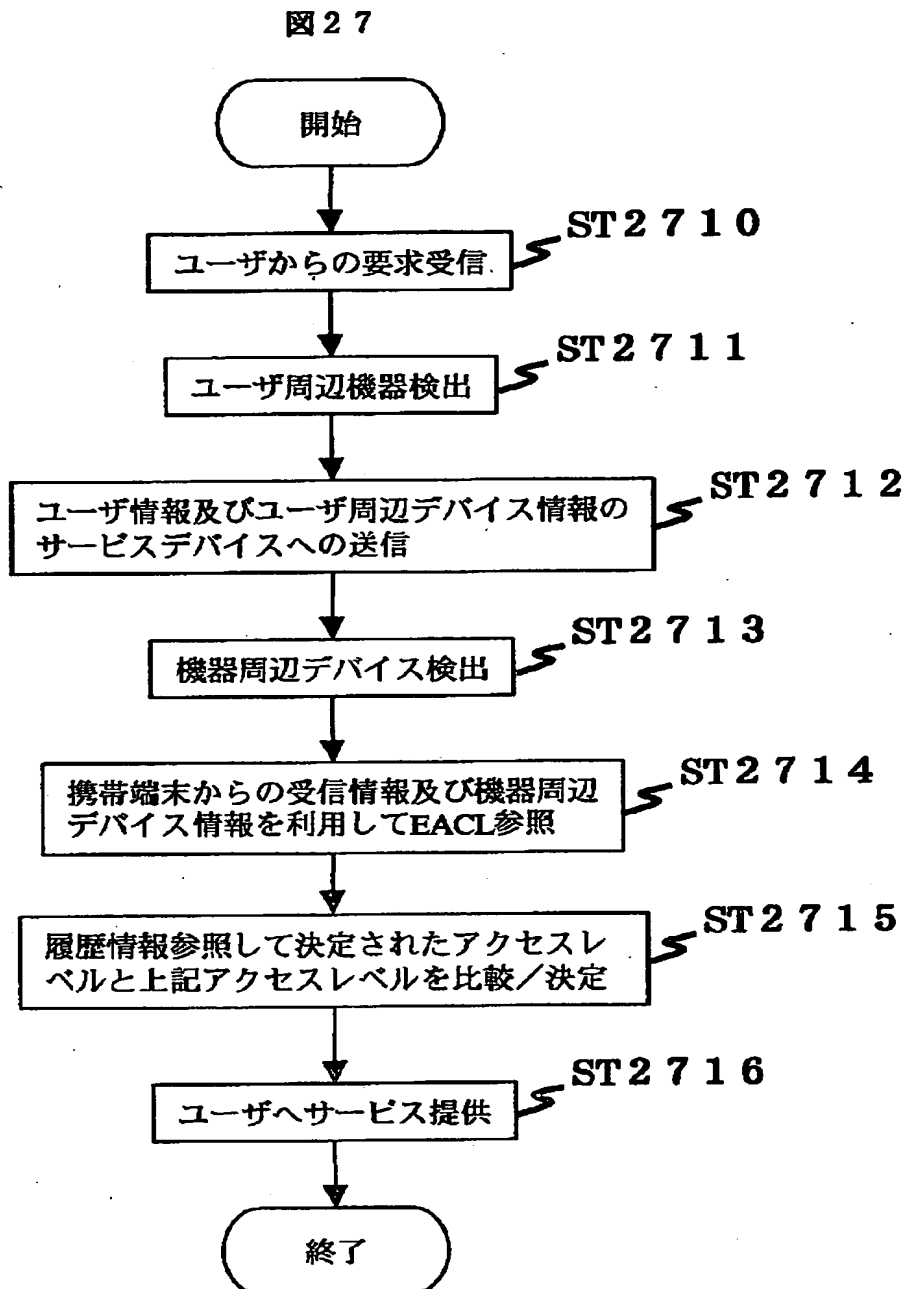 図２７
開始
ST２７１０
ユーザからの要求受信
ST２７１１
ユーザ周辺機器検出
ST２７１２
ユーザ情報及びユーザ周辺デバイス情報の
サービスデバイスへの送信
ST２７１３
機器周辺デバイス検出
ST２７１４
携帯端末からの受信情報及び機器周辺
デバイス情報を利用してEACL参照
ST２７１５
履歴情報参照して決定されたアクセスレ
ベルと上記アクセスレベルを比較／決定
ST２７１６
ユーザへサービス提供
終了